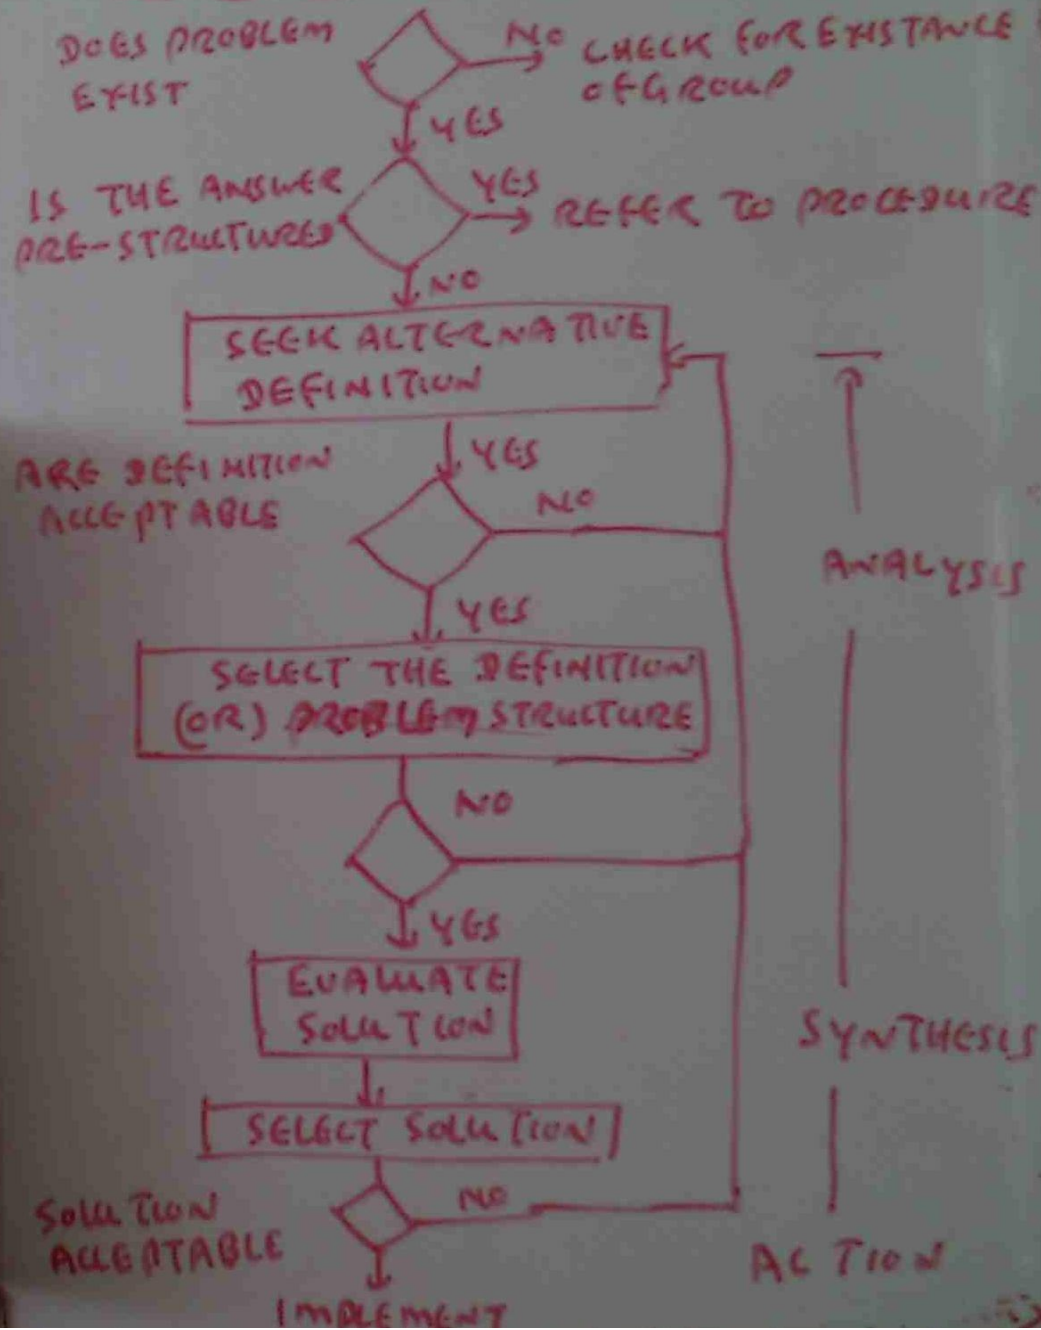 DOES PROBLEM
EXIST
NO
CHECK FOR EXISTANCE
OF GROUP
YES
IS THE ANSWER
PRE-STRUCTURED
YES
REFER TO PROCEDURE
NO
SEEK ALTERNATIVE
DEFINITION
YES
ARE DEFINITION
ACCEPTABLE
NO
ANALYSIS
YES
SELECT THE DEFINITION
(OR) PROBLEM STRUCTURE
NO
YES
EVALUATE
SOLUTION
SYNTHESIS
SELECT SOLUTION
NO
SOLUTION
ACCEPTABLE
ACTION
IMPLEMENT